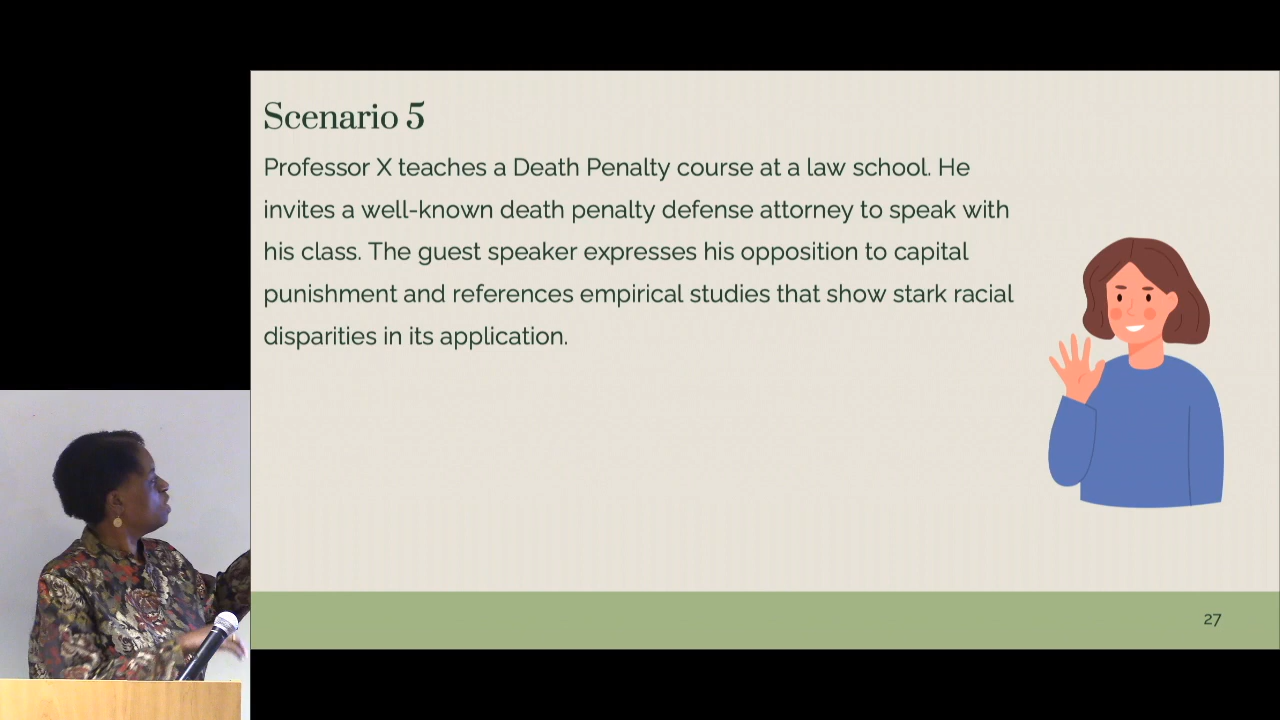 Scenario 5
Professor X teaches a Death Penalty course at a law school. He
invites a well-known death penalty defense attorney to speak with
his class. The guest speaker expresses his opposition to capital
punishment and references empirical studies that show stark racial
disparities in its application.
27